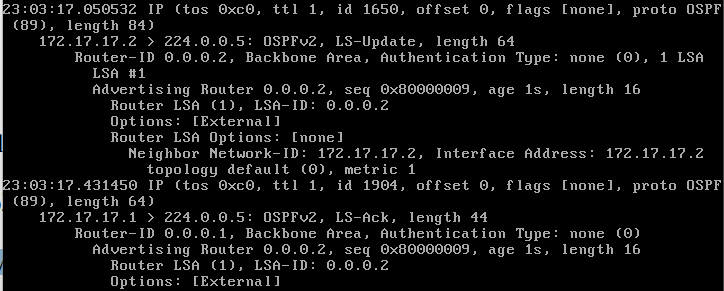 23:03:17.050532 IP (tos 0xc0, ttl 1, id 1650, offset 0, flags [none], proto OSPF
(89), length 84)
172.17.17.2 > 224.0.0.5: OSPFv2, LS-Update, length 64
Router-ID 0.0.0.2, Backbone Area, Authentication Type: none (0), 1 LSA
LSA #1
Advertising Router 0.0.0.2, seq 0x80000009, age 1s, length 16
Router LSA (1), LSA-ID: 0.0.0.2
Options: [External]
Router LSA Options: [none]
Neighbor Network-ID: 172.17.17.2, Interface Address: 172.17.17.2
topology default (0), metric 1
23:03:17.431450 IP (tos 0xc0, ttl 1, id 1904, offset 0, flags [none], proto OSPF
(89), length 64)
172.17.17.1 > 224.0.0.5: OSPFv2, LS-Ack, length 44
Router-ID 0.0.0.1, Backbone Area, Authentication Type: none (0)
Advertising Router 0.0.0.2, seq 0x80000009, age 1s, length 16
Router LSA (1), LSA-ID: 0.0.0.2
Options: [External]